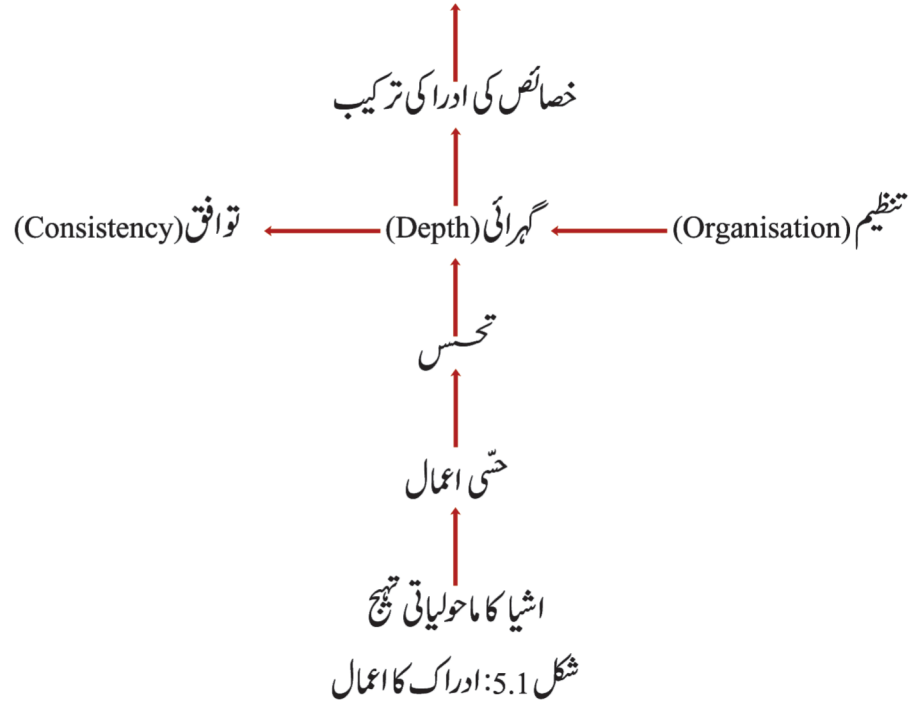 خصائص کی ادراکی ترکیب
تنظیم (Organisation) گہرائی (Depth) توافق (Consistency)
تحسس
حسّی اعمال
اشیا کا ماحولیاتی تہیج
شکل 5.1: ادراک کا اعمال